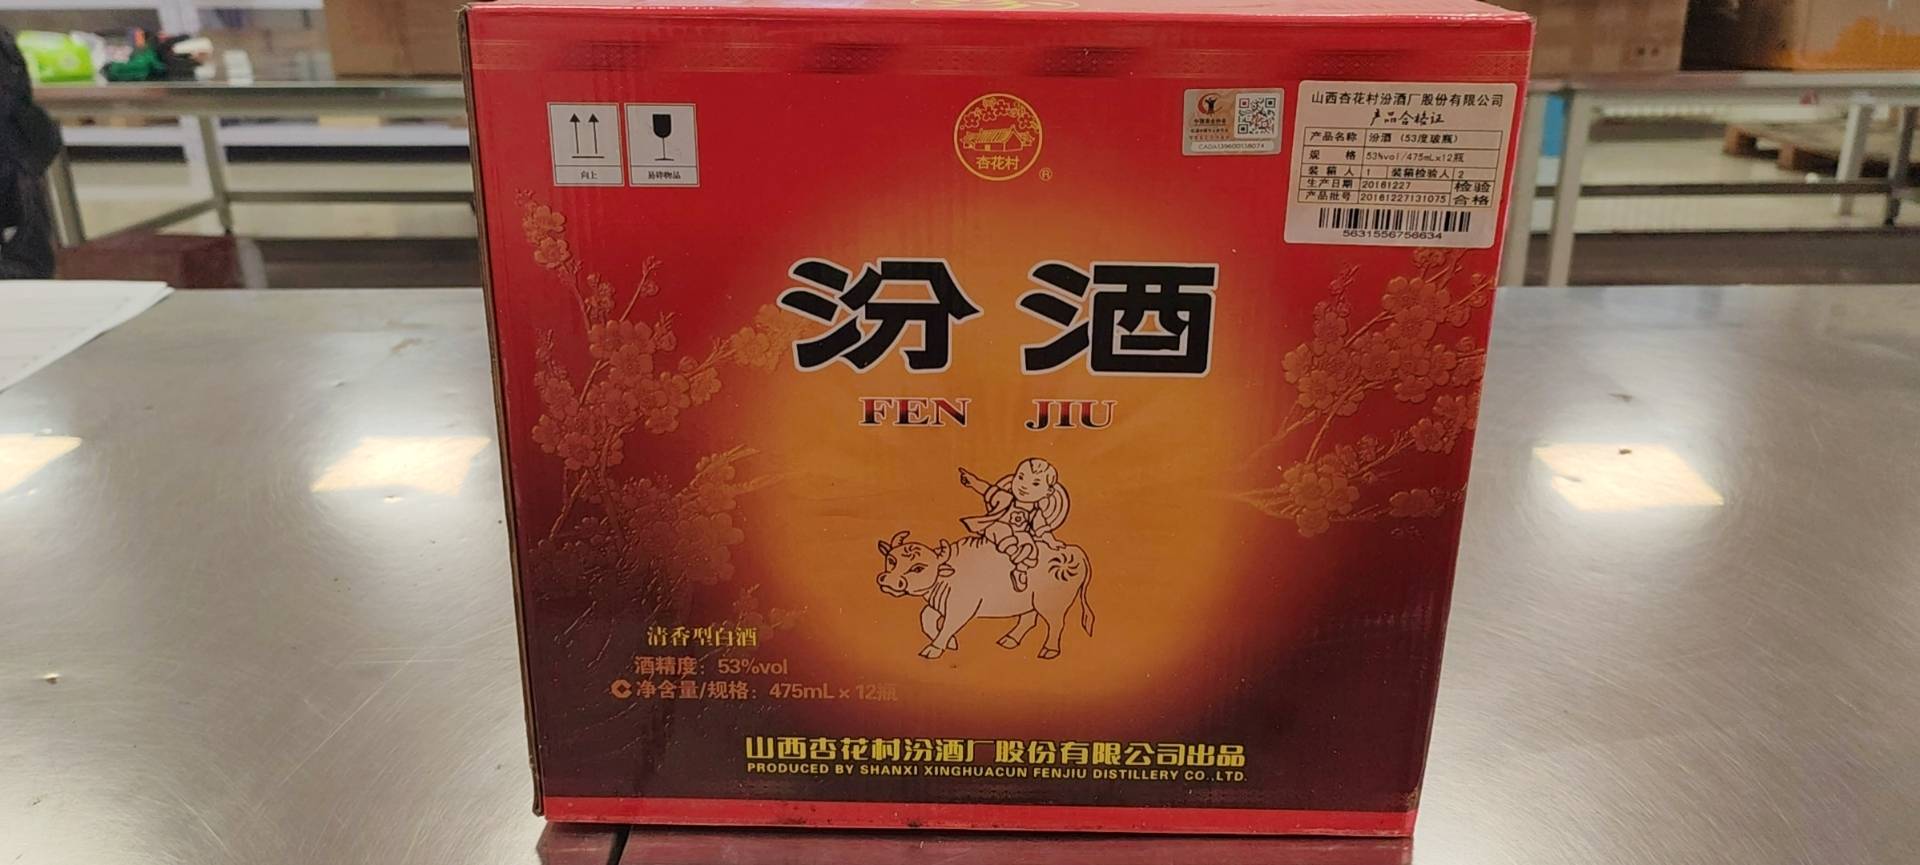 向上
易碎物品
杏花村
®
CADA139600138074
山西杏花村汾酒厂股份有限公司
产品合格证
产品名称 汾酒（53度玻瓶）
规格 53%vol/475mL×12瓶
装箱人 1 装箱检验人 2
生产日期 20161227 检验
产品批号 20161227131075 合格
5631556756634
汾酒
FEN JIU
清香型白酒
酒精度：53%vol
净含量/规格：475mL×12瓶
山西杏花村汾酒厂股份有限公司出品
PRODUCED BY SHANXI XINGHUACUN FENJIU DISTILLERY CO.,LTD.